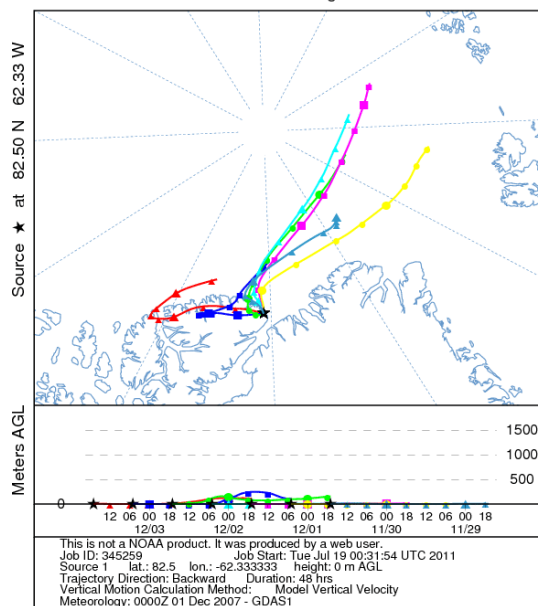 Source ★ at 82.50 N 62.33 W
Meters AGL
1500
1000
500
0
12 06 00 18 12 06 00 18 12 06 00 18 12 06 00 18 12 06 00 18
12/03 12/02 12/01 11/30 11/29
This is not a NOAA product. It was produced by a web user.
Job ID: 345259 Job Start: Tue Jul 19 00:31:54 UTC 2011
Source 1 lat.: 82.5 lon.: -62.333333 height: 0 m AGL
Trajectory Direction: Backward Duration: 48 hrs
Vertical Motion Calculation Method: Model Vertical Velocity
Meteorology: 0000Z 01 Dec 2007 - GDAS1